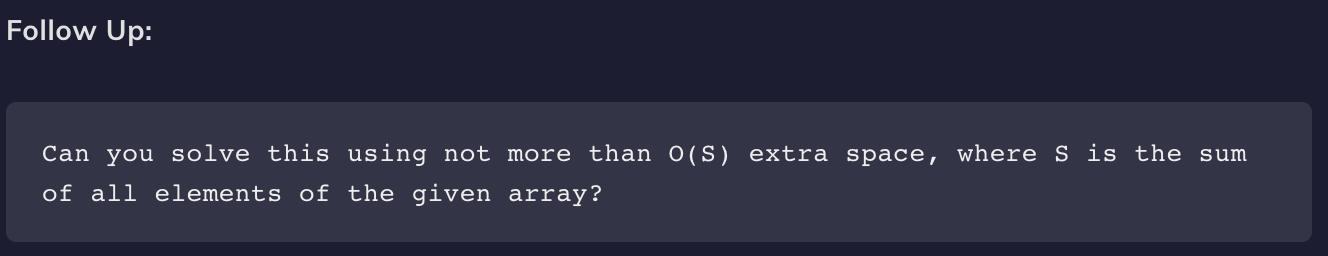 Follow Up:
Can you solve this using not more than O(S) extra space, where S is the sum
of all elements of the given array?